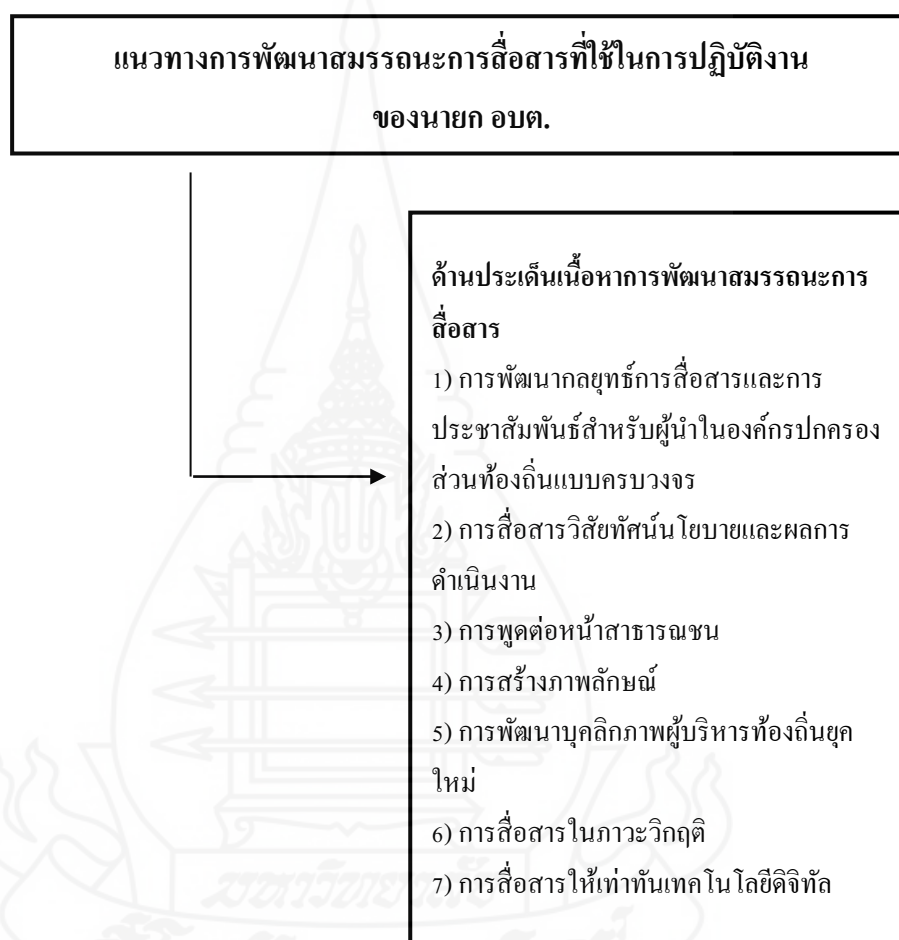 แนวทางการพัฒนาสมรรถนะการสื่อสารที่ใช้ในการปฏิบัติงาน
ของนายก อบต.
ด้านประเด็นเนื้อหาการพัฒนาสมรรถนะการ
สื่อสาร
1) การพัฒนากลยุทธ์การสื่อสารและการ
ประชาสัมพันธ์สำหรับผู้นำในองค์กรปกครอง
ส่วนท้องถิ่นแบบครบวงจร
2) การสื่อสารวิสัยทัศน์นโยบายและผลการ
ดำเนินงาน
3) การพูดต่อหน้าสาธารณชน
4) การสร้างภาพลักษณ์
5) การพัฒนาบุคลิกภาพผู้บริหารท้องถิ่นยุค
ใหม่
6) การสื่อสารในภาวะวิกฤติ
7) การสื่อสารให้เท่าทันเทคโนโลยีดิจิทัล